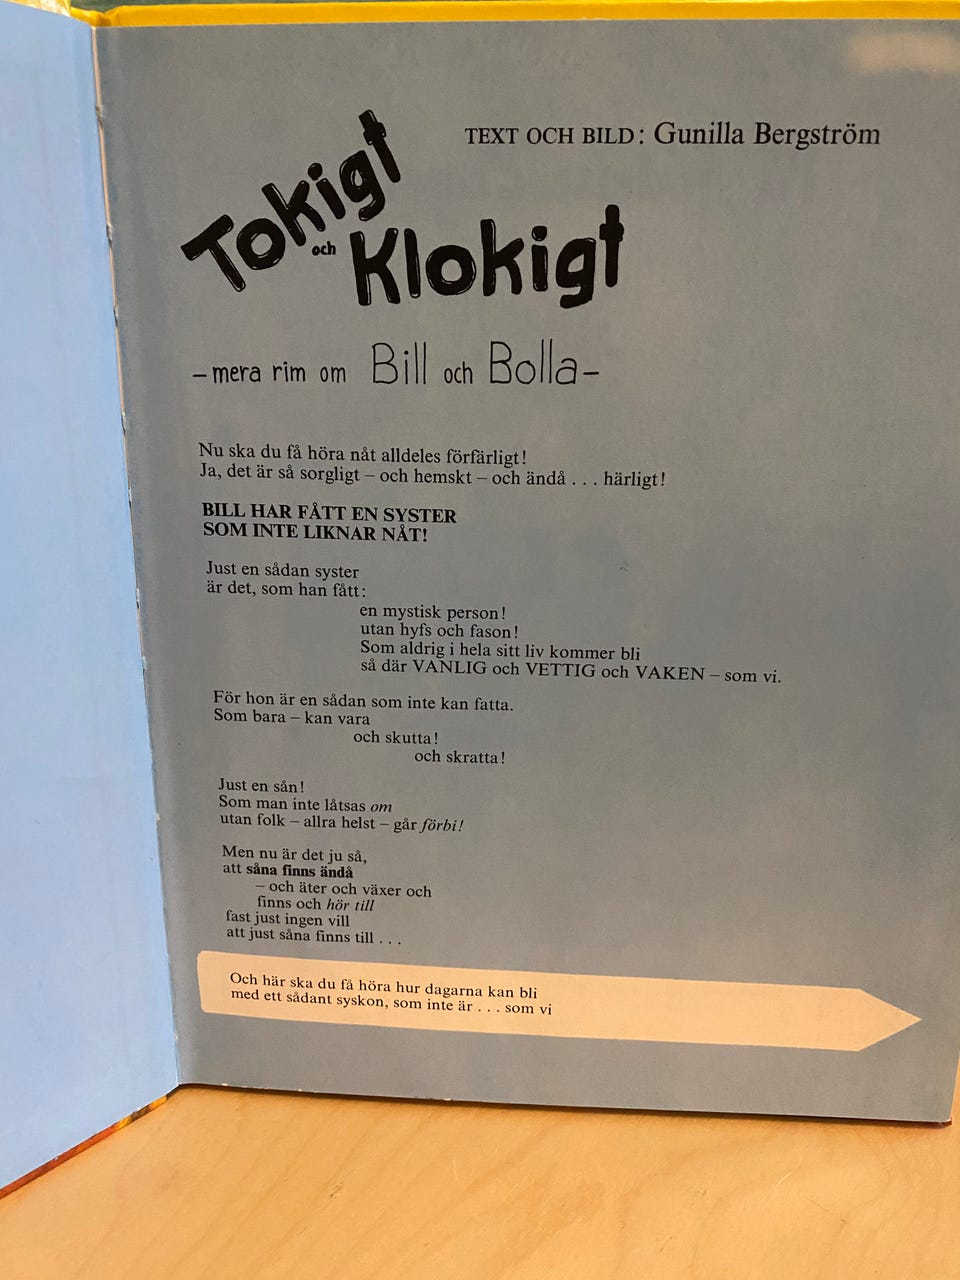 TEXT OCH BILD: Gunilla Bergström
Tokigt
och
Klokigt
– mera rim om Bill och Bolla –
Nu ska du få höra nåt alldeles förfärligt!
Ja, det är så sorgligt – och hemskt – och ändå . . . härligt!
BILL HAR FÅTT EN SYSTER
SOM INTE LIKNAR NÅT!
Just en sådan syster
är det, som han fått:
en mystisk person!
utan hyfs och fason!
Som aldrig i hela sitt liv kommer bli
så där VANLIG och VETTIG och VAKEN – som vi.
För hon är en sådan som inte kan fatta.
Som bara – kan vara
och skutta!
och skratta!
Just en sån!
Som man inte låtsas om
utan folk – allra helst – går förbi!
Men nu är det ju så,
att såna finns ändå
– och äter och växer och
finns och hör till
fast just ingen vill
att just såna finns till . . .
Och här ska du få höra hur dagarna kan bli
med ett sådant syskon, som inte är . . . som vi